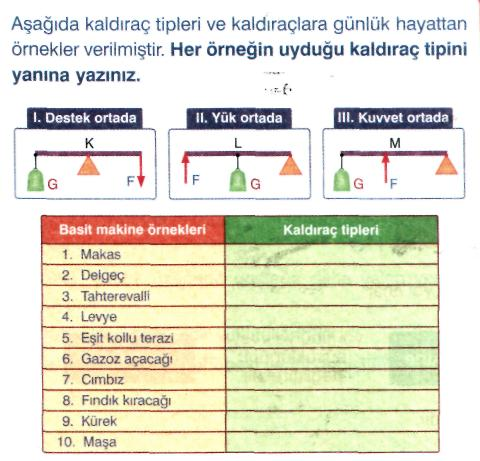 Aşağıda kaldıraç tipleri ve kaldıraçlara günlük hayattan
örnekler verilmiştir. Her örneğin uyduğu kaldıraç tipini
yanına yazınız.
I. Destek ortada
II. Yük ortada
III. Kuvvet ortada
K
L
M
G
F
F
G
G
F
Basit makine örnekleri
Kaldıraç tipleri
1. Makas
2. Delgeç
3. Tahterevalli
4. Levye
5. Eşit kollu terazi
6. Gazoz açacağı
7. Cımbız
8. Fındık kıracağı
9. Kürek
10. Maşa